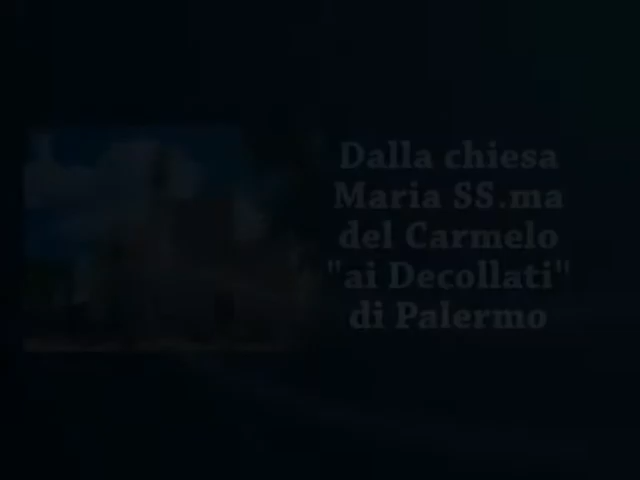 Dalla chiesa
Maria SS.ma
del Carmelo
"ai Decollati"
di Palermo